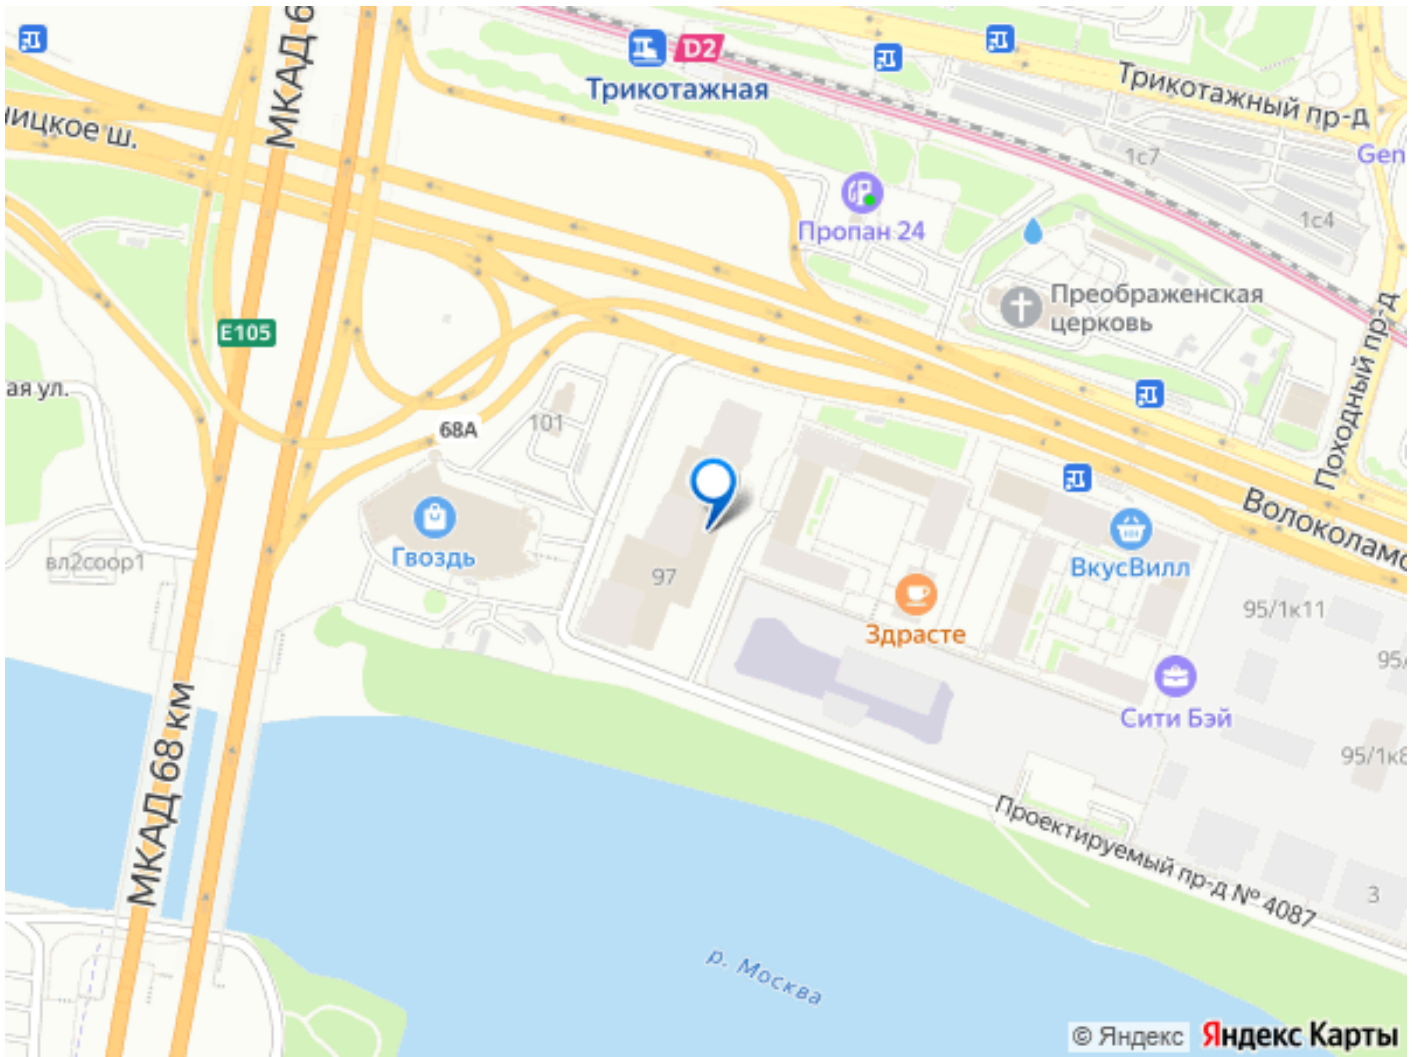 МКАД 6
D2
Трикотажная
Трикотажный пр-д
ницкое ш.
1с7
Gen
Пропан 24
1с4
Преображенская
церковь
E105
Походный пр-д
ая ул.
101
68А
Волоколамс
Гвоздь
ВкусВилл
вл2соор1
97
Здрасте
95/1к11
95/
МКАД 68 км
Сити Бэй
95/1к8
Проектируемый пр-д № 4087
3
р. Москва
© Яндекс Яндекс Карты